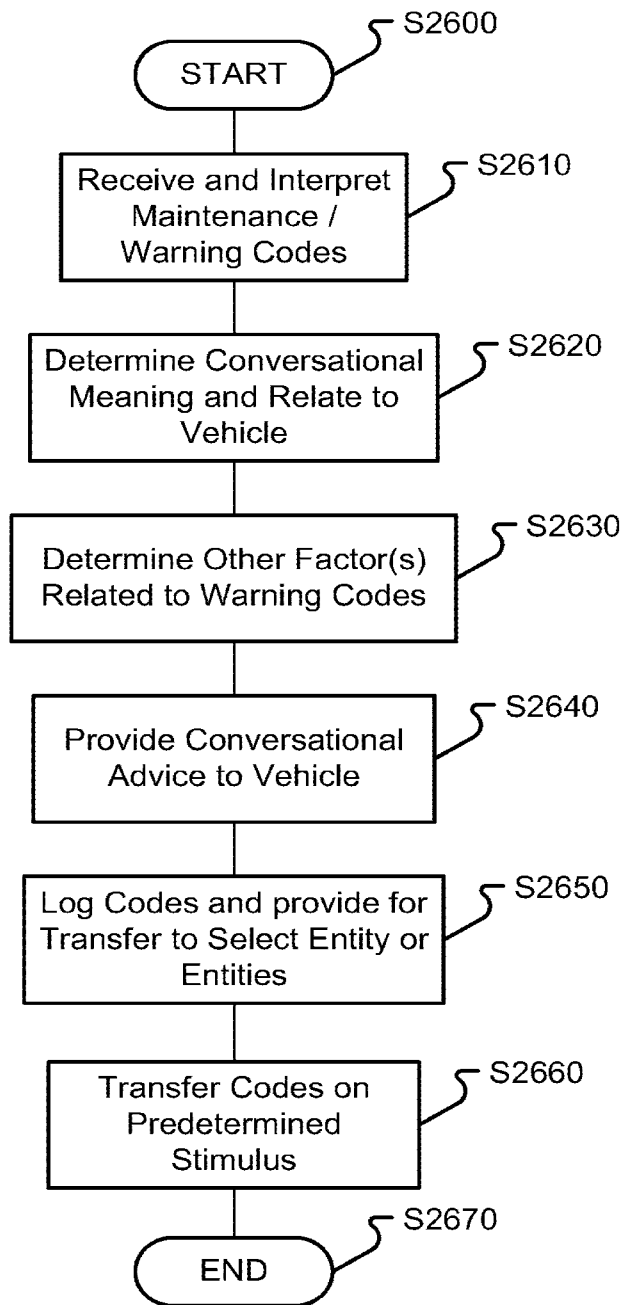 START
S2600
Receive and Interpret
Maintenance /
Warning Codes
S2610
Determine Conversational
Meaning and Relate to
Vehicle
S2620
Determine Other Factor(s)
Related to Warning Codes
S2630
Provide Conversational
Advice to Vehicle
S2640
Log Codes and provide for
Transfer to Select Entity or
Entities
S2650
Transfer Codes on
Predetermined
Stimulus
S2660
END
S2670